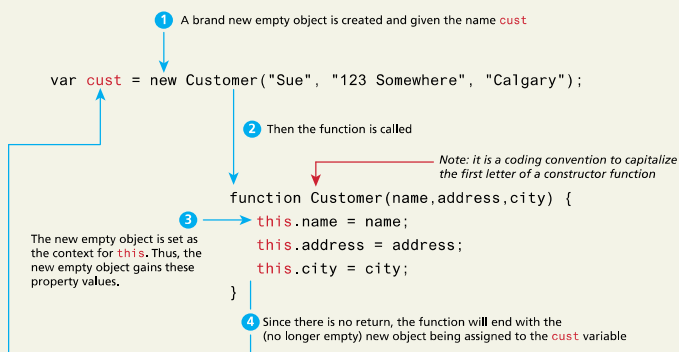 1 A brand new empty object is created and given the name cust
var cust = new Customer("Sue", "123 Somewhere", "Calgary");
2 Then the function is called
Note: it is a coding convention to capitalize
the first letter of a constructor function
function Customer(name,address,city) {
3
this.name = name;
this.address = address;
this.city = city;
}
The new empty object is set as
the context for this. Thus, the
new empty object gains these
property values.
4 Since there is no return, the function will end with the
(no longer empty) new object being assigned to the cust variable